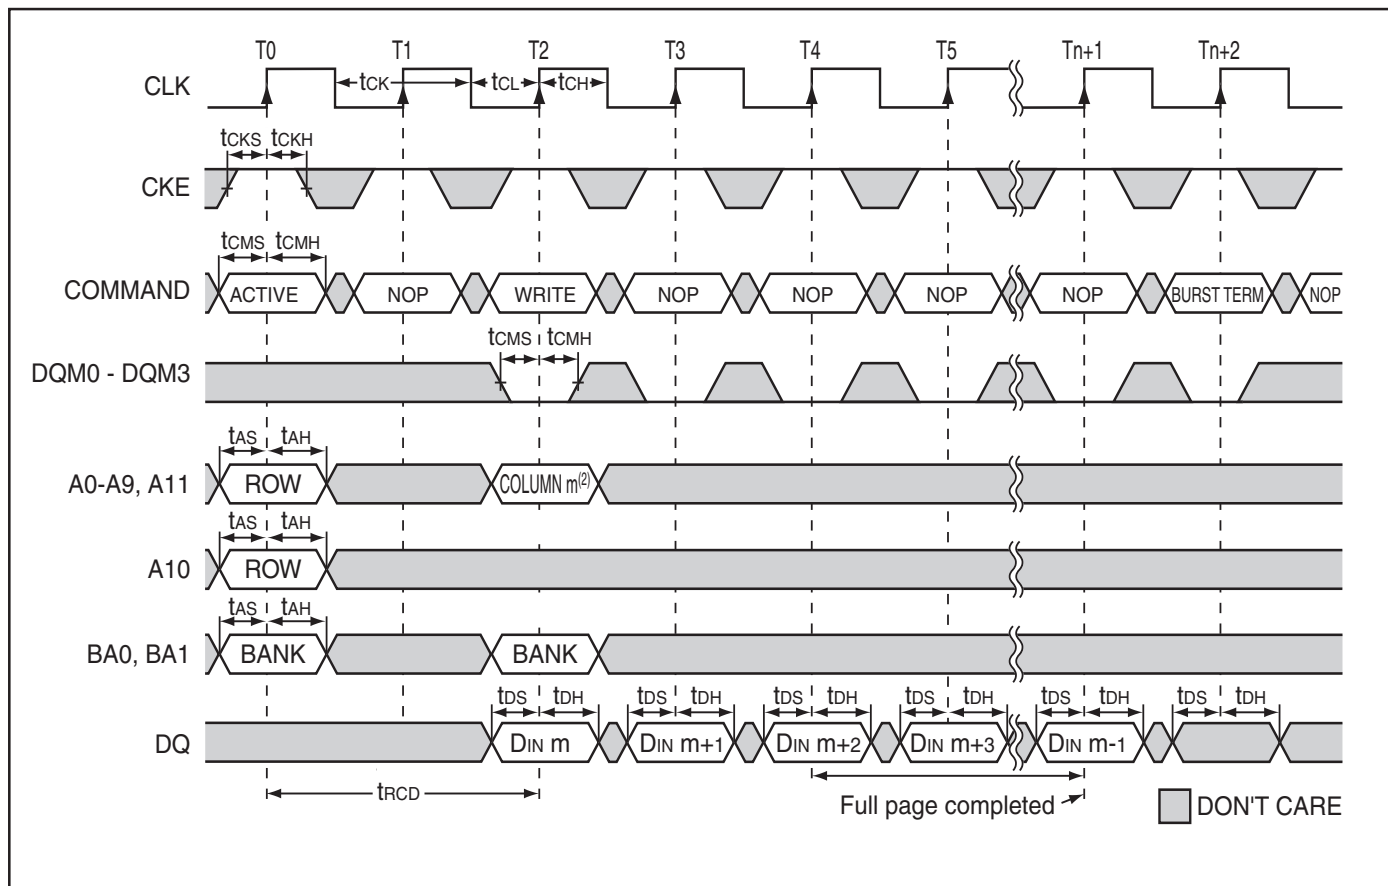 T0 T1 T2 T3 T4 T5 Tn+1 Tn+2
CLK tCK tCL tCH
tCKS tCKH
CKE
tCMS tCMH
COMMAND ACTIVE NOP WRITE NOP NOP NOP NOP BURST TERM NOP
tCMS tCMH
DQM0 - DQM3
tAS tAH
A0-A9, A11 ROW COLUMN m(2)
tAS tAH
A10 ROW
tAS tAH
BA0, BA1 BANK BANK
tDS tDH tDS tDH tDS tDH tDS tDH tDS tDH tDS tDH
DQ DIN m DIN m+1 DIN m+2 DIN m+3 DIN m-1
tRCD
Full page completed
DON'T CARE